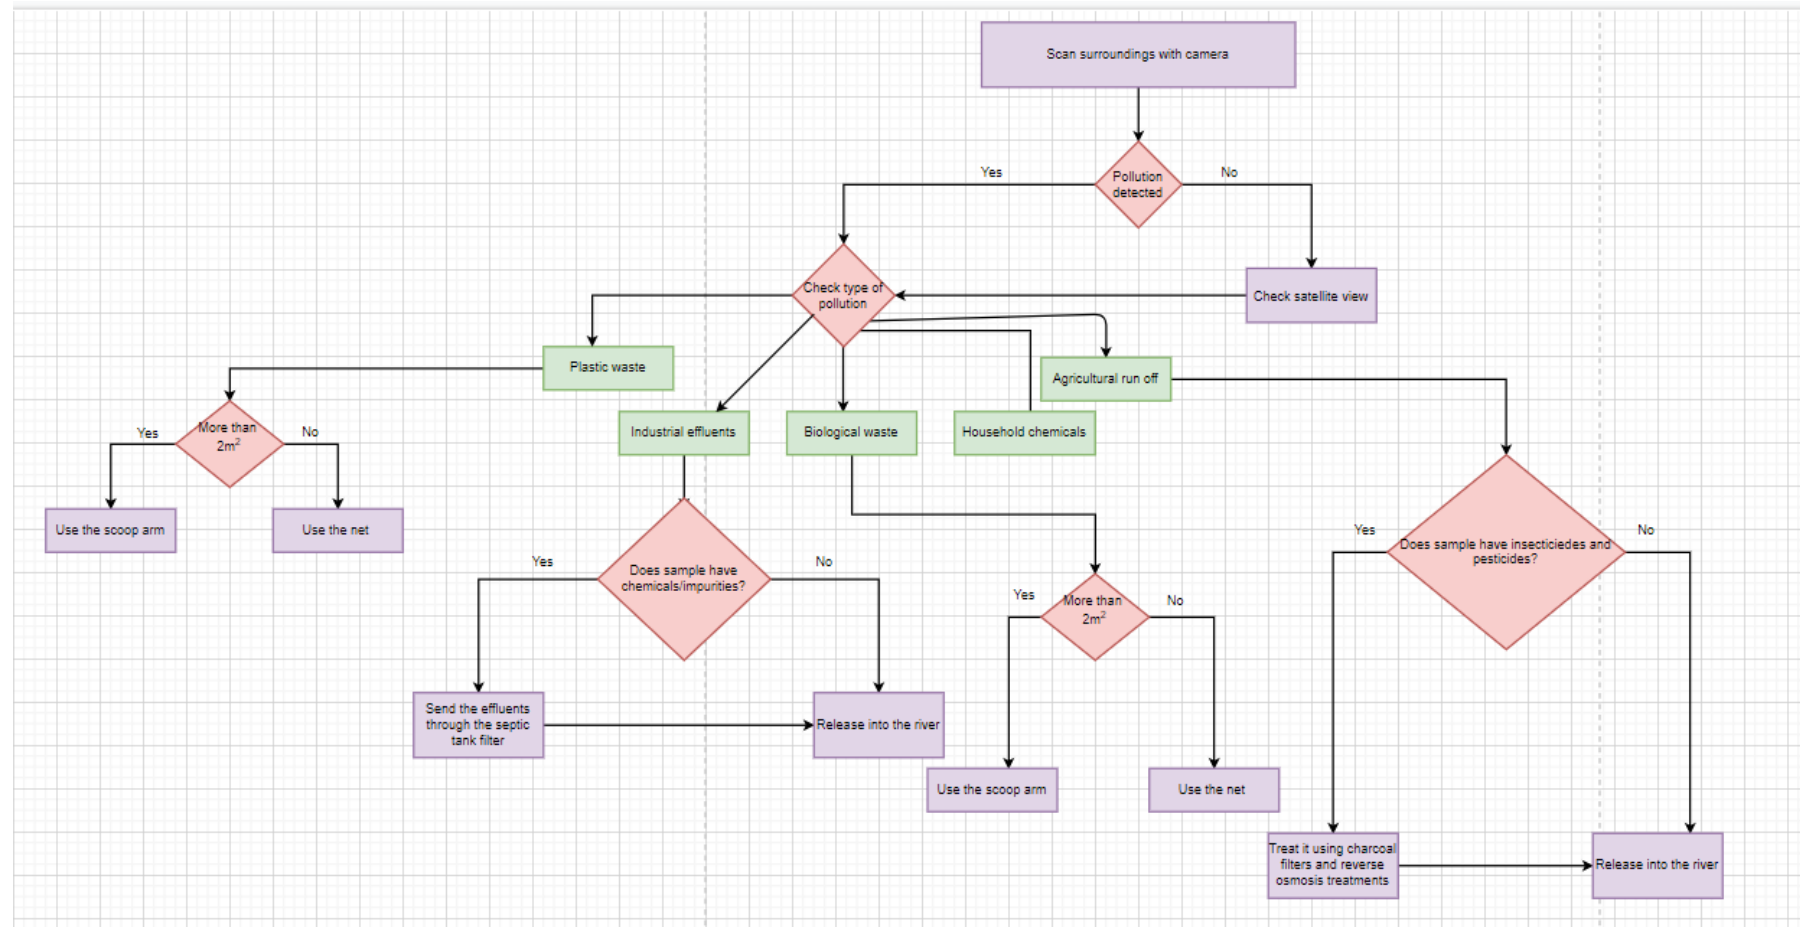 Scan surroundings with camera
Pollution
detected
Yes
No
Check type of
pollution
Check satellite view
Plastic waste
Agricultural run off
Industrial effluents
Biological waste
Household chemicals
More than
2m²
Yes
No
Use the scoop arm
Use the net
Does sample have
chemicals/impurities?
Yes
No
Send the effluents
through the septic
tank filter
Release into the river
More than
2m²
Yes
No
Use the scoop arm
Use the net
Does sample have insecticiedes and
pesticides?
Yes
No
Treat it using charcoal
filters and reverse
osmosis treatments
Release into the river